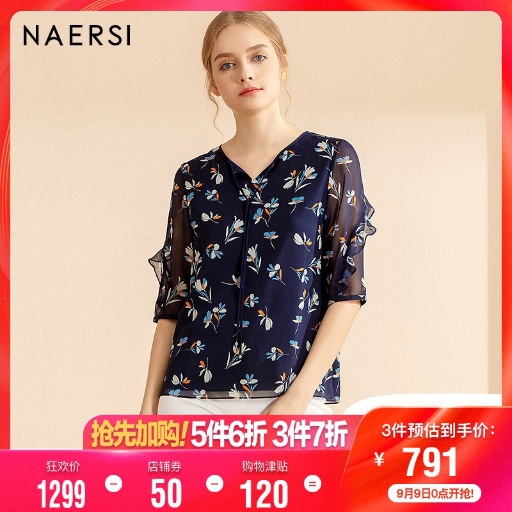 NAERSI
抢先加购! 5件6折 3件7折
3件预估到手价:
¥ 791
9月9日0点开抢!
狂欢价 店铺券 购物津贴
1299 - 50 - 120 =